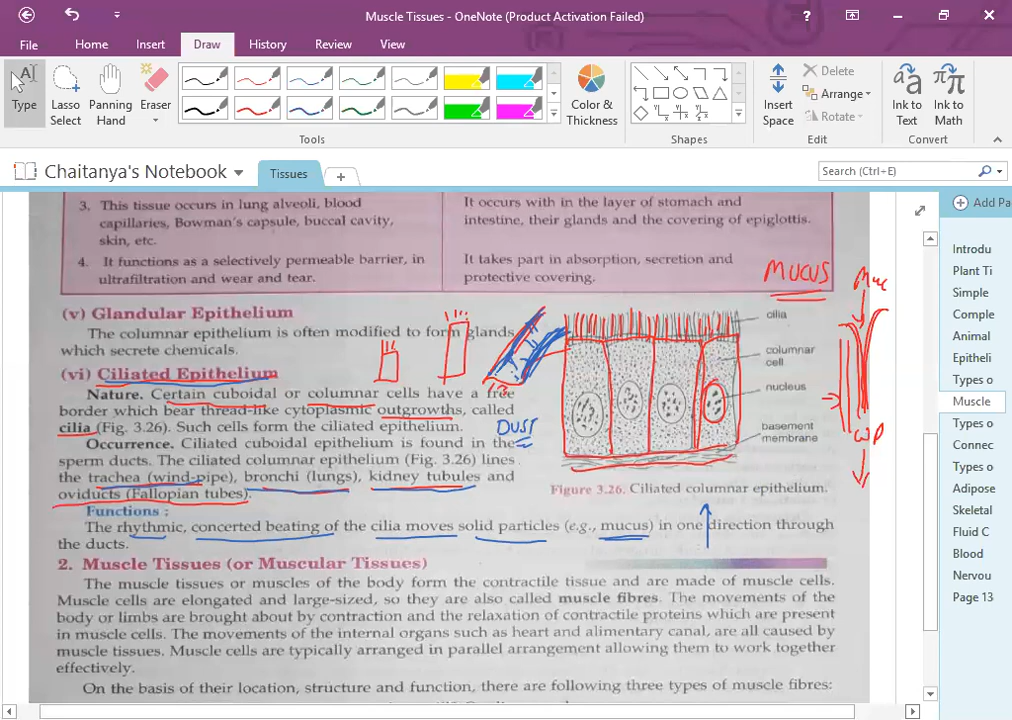 Muscle Tissues - OneNote (Product Activation Failed)
File Home Insert Draw History Review View
Type
Lasso Select
Panning Hand
Eraser
Color & Thickness
Insert Space
Delete
Arrange
Rotate
Ink to Text
Ink to Math
Tools
Shapes
Edit
Convert
Chaitanya's Notebook
Tissues
Search (Ctrl+E)
Add Pa
3. This tissue occurs in lung alveoli, blood
capillaries, Bowman's capsule, buccal cavity,
skin, etc.
It occurs with in the layer of stomach and
intestine, their glands and the covering of epiglottis.
4. It functions as a selectively permeable barrier, in
ultrafiltration and wear and tear.
It takes part in absorption, secretion and
protective covering.
MUCUS
Muc
(v) Glandular Epithelium
The columnar epithelium is often modified to form glands
which secrete chemicals.
(vi) Ciliated Epithelium
Nature. Certain cuboidal or columnar cells have a free
border which bear thread-like cytoplasmic outgrowths, called
cilia (Fig. 3.26). Such cells form the ciliated epithelium.
Occurrence. Ciliated cuboidal epithelium is found in the
sperm ducts. The ciliated columnar epithelium (Fig. 3.26) lines
the trachea (wind-pipe), bronchi (lungs), kidney tubules and
oviducts (Fallopian tubes).
DUST
cilia
columnar
cell
nucleus
basement
membrane
WP
Figure 3.26. Ciliated columnar epithelium.
Functions :
The rhythmic, concerted beating of the cilia moves solid particles (e.g., mucus) in one direction through
the ducts.
2. Muscle Tissues (or Muscular Tissues)
The muscle tissues or muscles of the body form the contractile tissue and are made of muscle cells.
Muscle cells are elongated and large-sized, so they are also called muscle fibres. The movements of the
body or limbs are brought about by contraction and the relaxation of contractile proteins which are present
in muscle cells. The movements of the internal organs such as heart and alimentary canal, are all caused by
muscle tissues. Muscle cells are typically arranged in parallel arrangement allowing them to work together
effectively.
On the basis of their location, structure and function, there are following three types of muscle fibres:
Introdu
Plant Ti
Simple
Comple
Animal
Epitheli
Types o
Muscle
Types o
Connec
Types o
Adipose
Skeletal
Fluid C
Blood
Nervou
Page 13